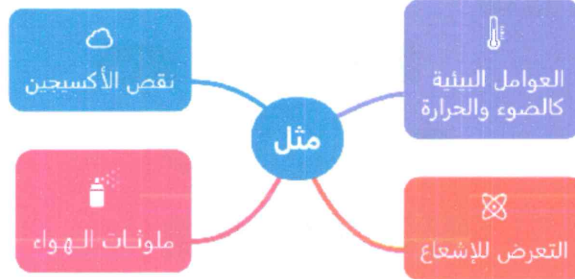 العوامل البيئية
كالضوء والحرارة
نقص الأكسيجين
مثل
التعرض للإشعاع
ملوثات الهواء